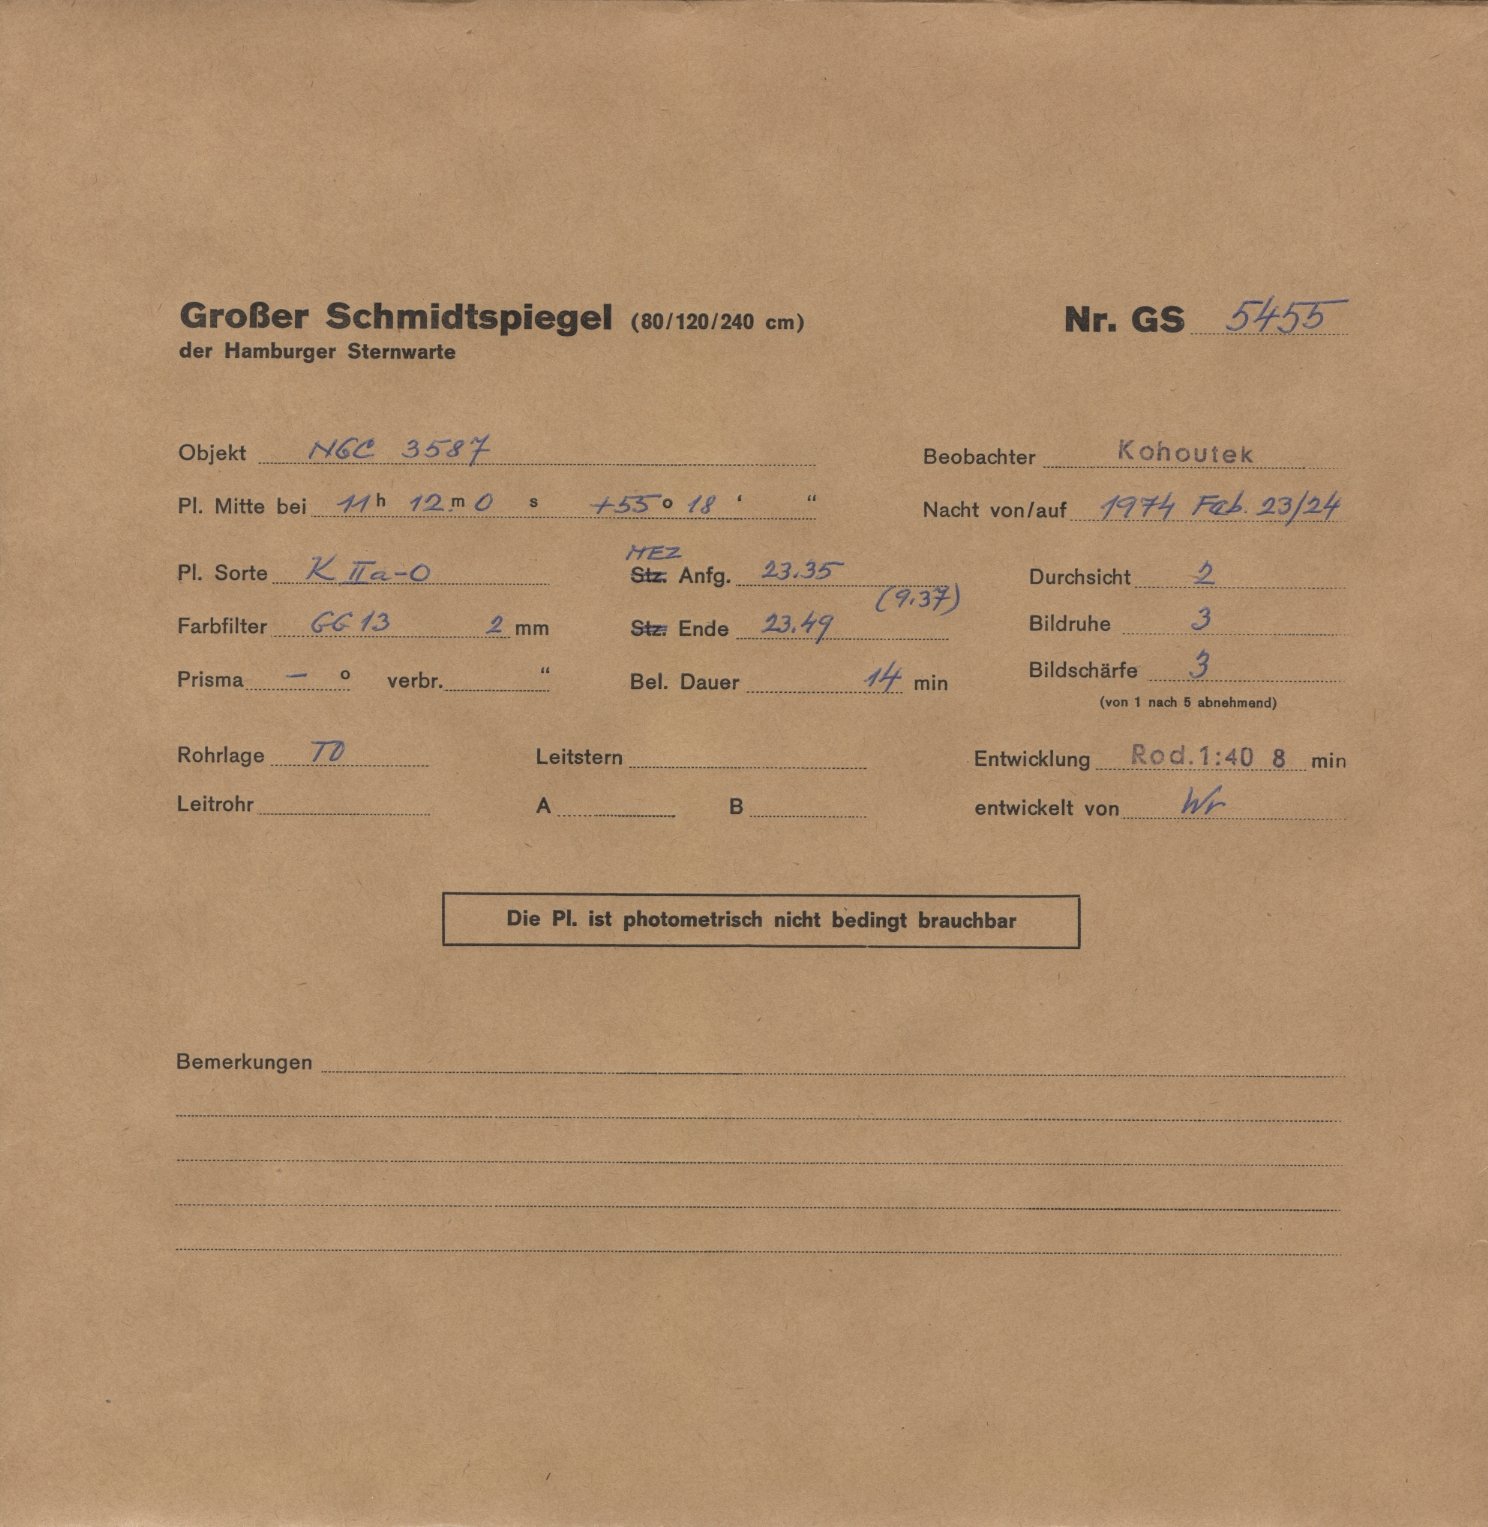 Großer Schmidtspiegel (80/120/240 cm) Nr. GS 5455
der Hamburger Sternwarte
Objekt NGC 3587 Beobachter Kohoutek
Pl. Mitte bei 11 h 12 m 0 s +55 o 18 ‘ “ Nacht von/auf 1974 Feb. 23/24
MEZ
Pl. Sorte K IIa-O Stz. Anfg. 23.35 Durchsicht 2
(9.37)
Farbfilter GG 13 2 mm Stz. Ende 23.49 Bildruhe 3
Prisma – o verbr. “ Bel. Dauer 14 min Bildschärfe 3
(von 1 nach 5 abnehmend)
Rohrlage TO Leitstern Entwicklung Rod. 1:40 8 min
Leitrohr A B entwickelt von Wr
Die Pl. ist photometrisch nicht bedingt brauchbar
Bemerkungen